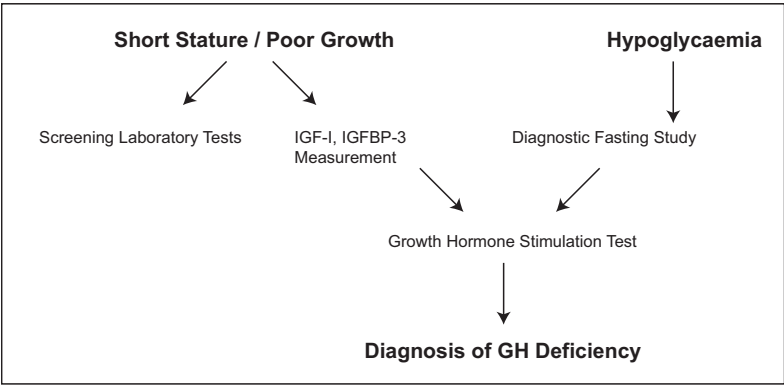 Short Stature / Poor Growth
Hypoglycaemia
Screening Laboratory Tests
IGF-I, IGFBP-3
Measurement
Diagnostic Fasting Study
Growth Hormone Stimulation Test
Diagnosis of GH Deficiency